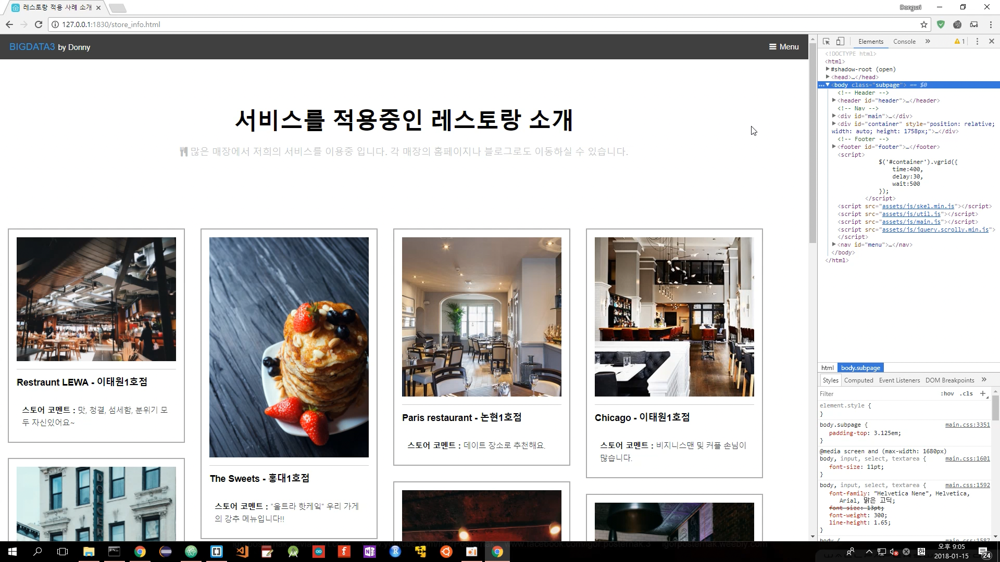 레스토랑 적용 사례 소개
Donguri
127.0.0.1:1830/store_info.html
BIGDATA3 by Donny
Menu
서비스를 적용중인 레스토랑 소개
많은 매장에서 저희의 서비스를 이용중 입니다. 각 매장의 홈페이지나 블로그로도 이동하실 수 있습니다.
Restraunt LEWA - 이태원1호점
스토어 코멘트 : 맛, 청결, 섬세함, 분위기 모
두 자신있어요~
The Sweets - 홍대1호점
스토어 코멘트 : "울트라 핫케잌" 우리 가게
의 강추 메뉴입니다!!
Paris restaurant - 논현1호점
스토어 코멘트 : 데이트 장소로 추천해요.
Chicago - 이태원1호점
스토어 코멘트 : 비지니스맨 및 커플 손님이
많습니다.
Elements Console » 1
<!DOCTYPE html>
<html>
#shadow-root (open)
<head>…</head>
…<body class="subpage"> == $0
<!-- Header -->
<header id="header">…</header>
<!-- Nav -->
<div id="main">…</div>
<div id="container" style="position: relative;
width: auto; height: 1758px;">…</div>
<!-- Footer -->
<footer id="footer">…</footer>
<script>
$('#container').vgrid({
time:400,
delay:30,
wait:500
});
</script>
<script src="assets/js/skel.min.js"></script>
<script src="assets/js/util.js"></script>
<script src="assets/js/main.js"></script>
<script src="assets/js/jquery.scrolly.min.js">
</script>
<nav id="menu">…</nav>
</body>
</html>
html body.subpage
Styles Computed Event Listeners DOM Breakpoints »
Filter :hov .cls +
element.style {
}
body.subpage { main.css:3351
padding-top: 3.125em;
}
@media screen and (max-width: 1680px)
body, input, select, textarea { main.css:1601
font-size: 11pt;
}
body, input, select, textarea { main.css:1592
font-family: "Helvetica Nene", Helvetica,
Arial, 맑은 고딕;
font-size: 13pt;
font-weight: 300;
line-height: 1.65;
}
body { main.css:1587
DOLCER
한
오후 9:05
2018-01-15
24